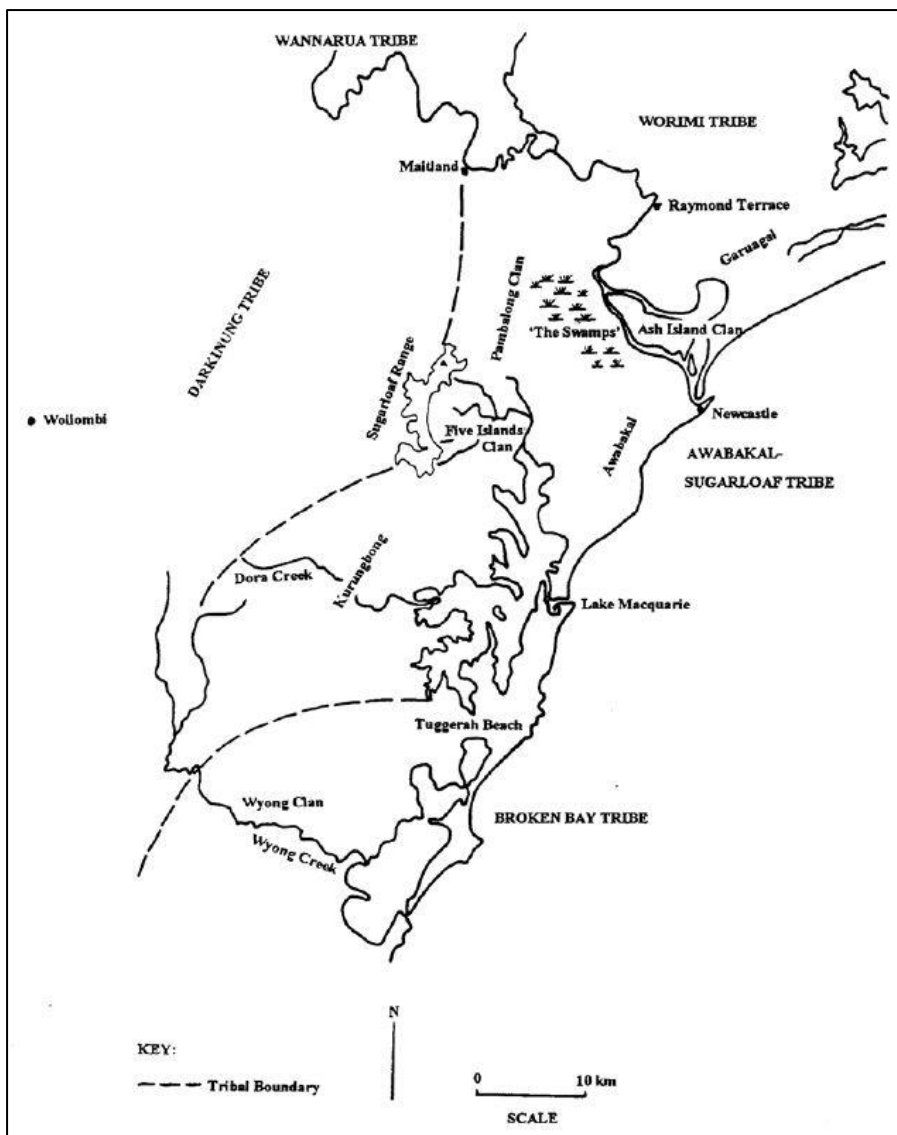 WANNARUA TRIBE
WORIMI TRIBE
Maitland
Raymond Terrace
Garuagal
DARKINUNG TRIBE
Pambalong Clan
'The Swamps'
Ash Island Clan
Sugarloaf Range
Newcastle
Wollombi
Five Islands
Clan
Awabakal
AWABAKAL-
SUGARLOAF TRIBE
Dora Creek
Kurungbong
Lake Macquarie
Tuggerah Beach
Wyong Clan
BROKEN BAY TRIBE
Wyong Creek
N
KEY:
Tribal Boundary
0 10 km
SCALE